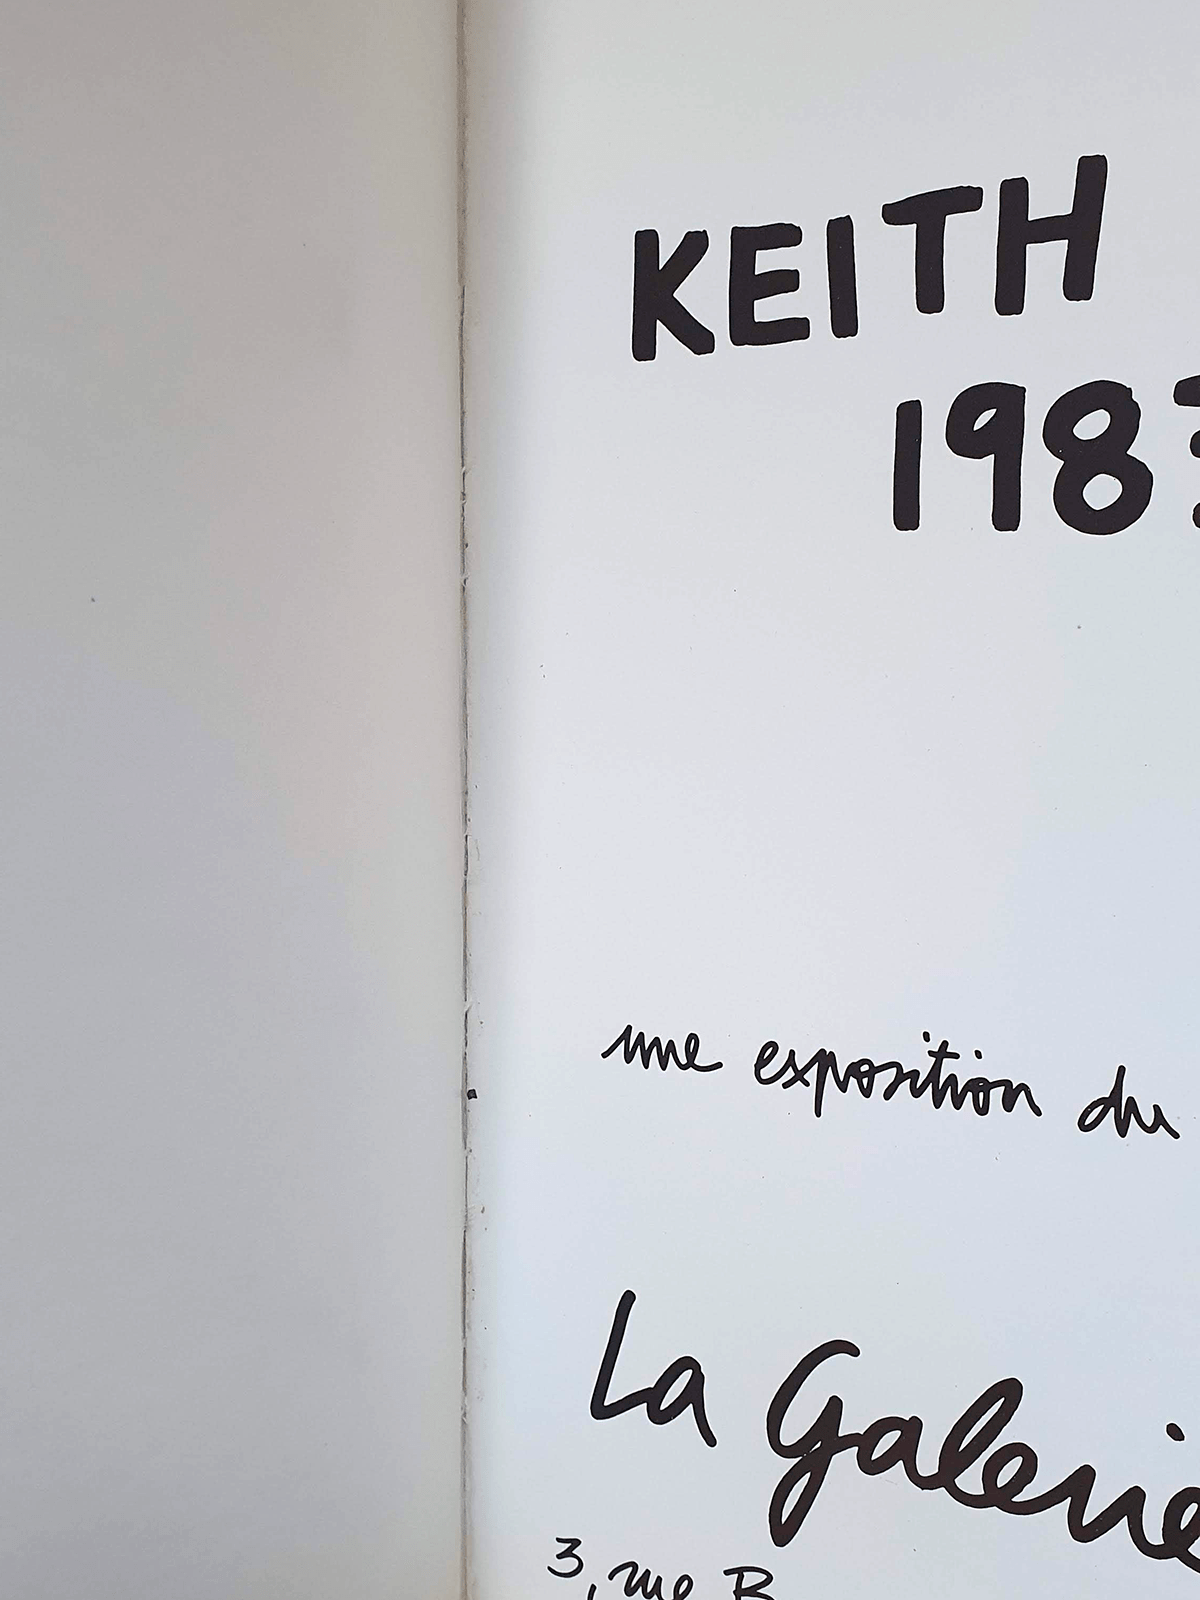 KEITH
198
une exposition du
La Galerie
3, rue B